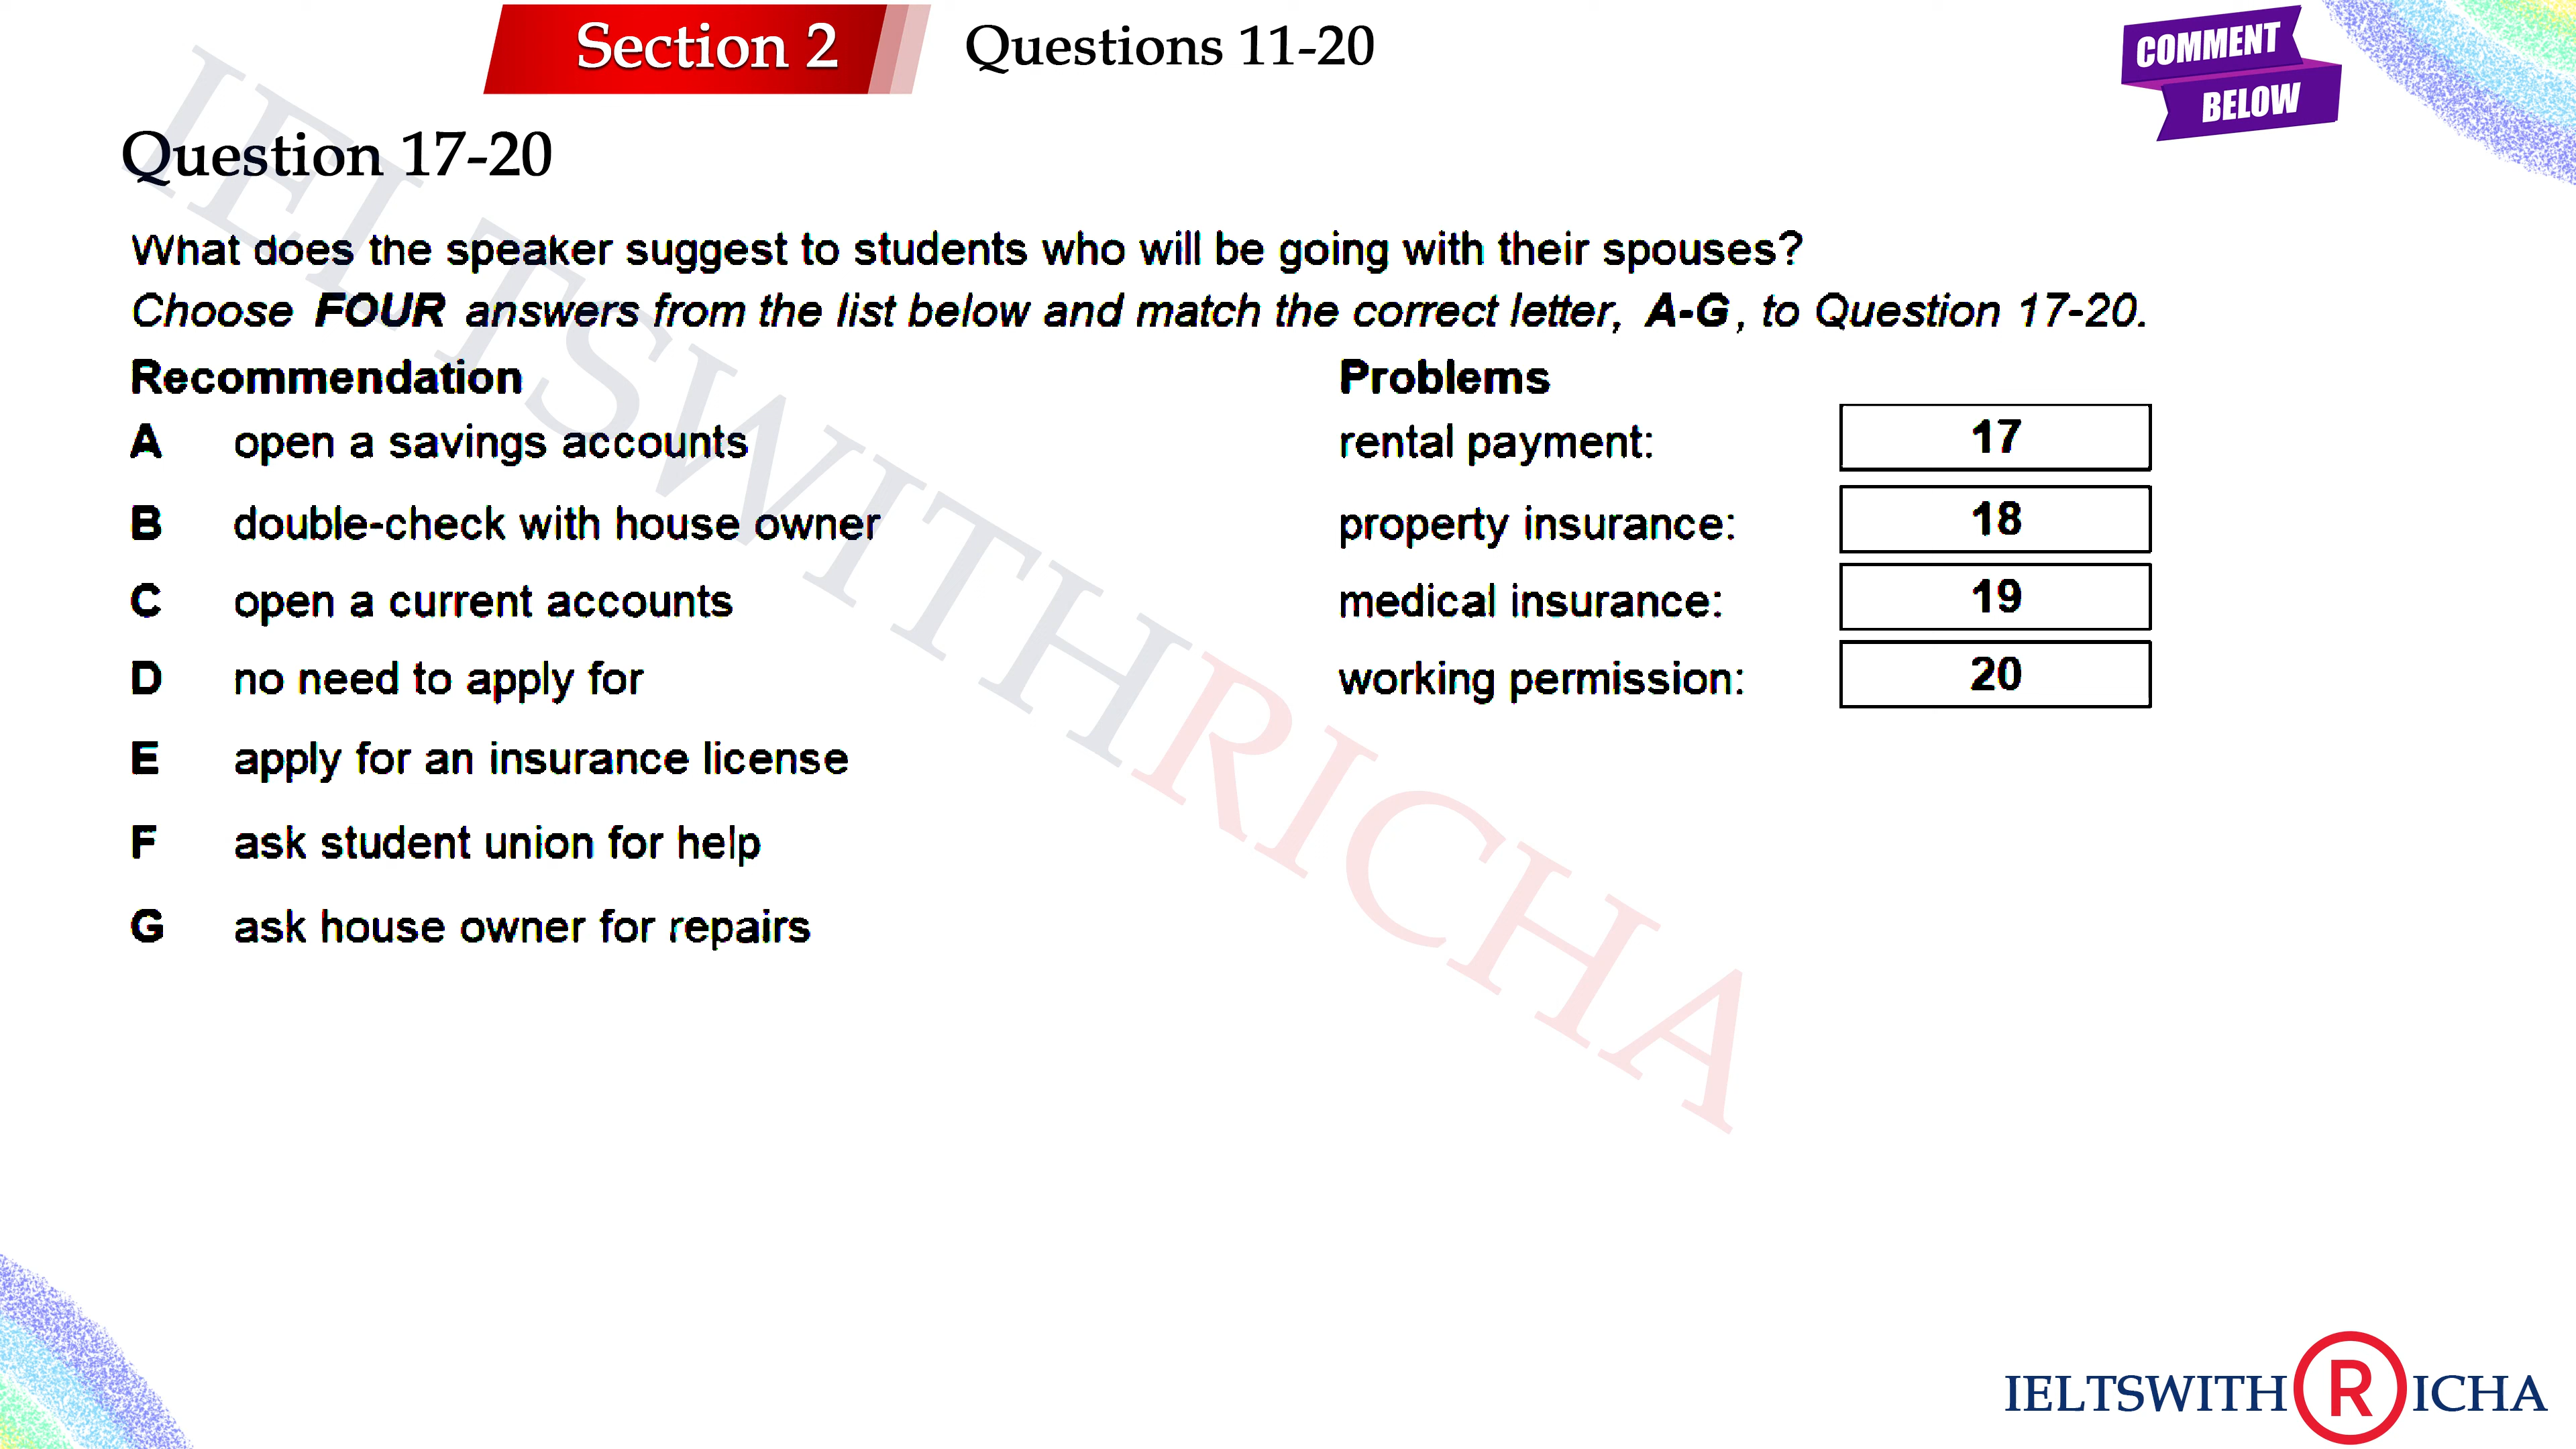 Section 2 Questions 11-20
COMMENT
BELOW
Question 17-20
What does the speaker suggest to students who will be going with their spouses?
Choose FOUR answers from the list below and match the correct letter, A-G, to Question 17-20.
Recommendation
A open a savings accounts
B double-check with house owner
C open a current accounts
D no need to apply for
E apply for an insurance license
F ask student union for help
G ask house owner for repairs
Problems
rental payment: 17
property insurance: 18
medical insurance: 19
working permission: 20
IELTSWITHRICHA
IELTSWITHRICHA